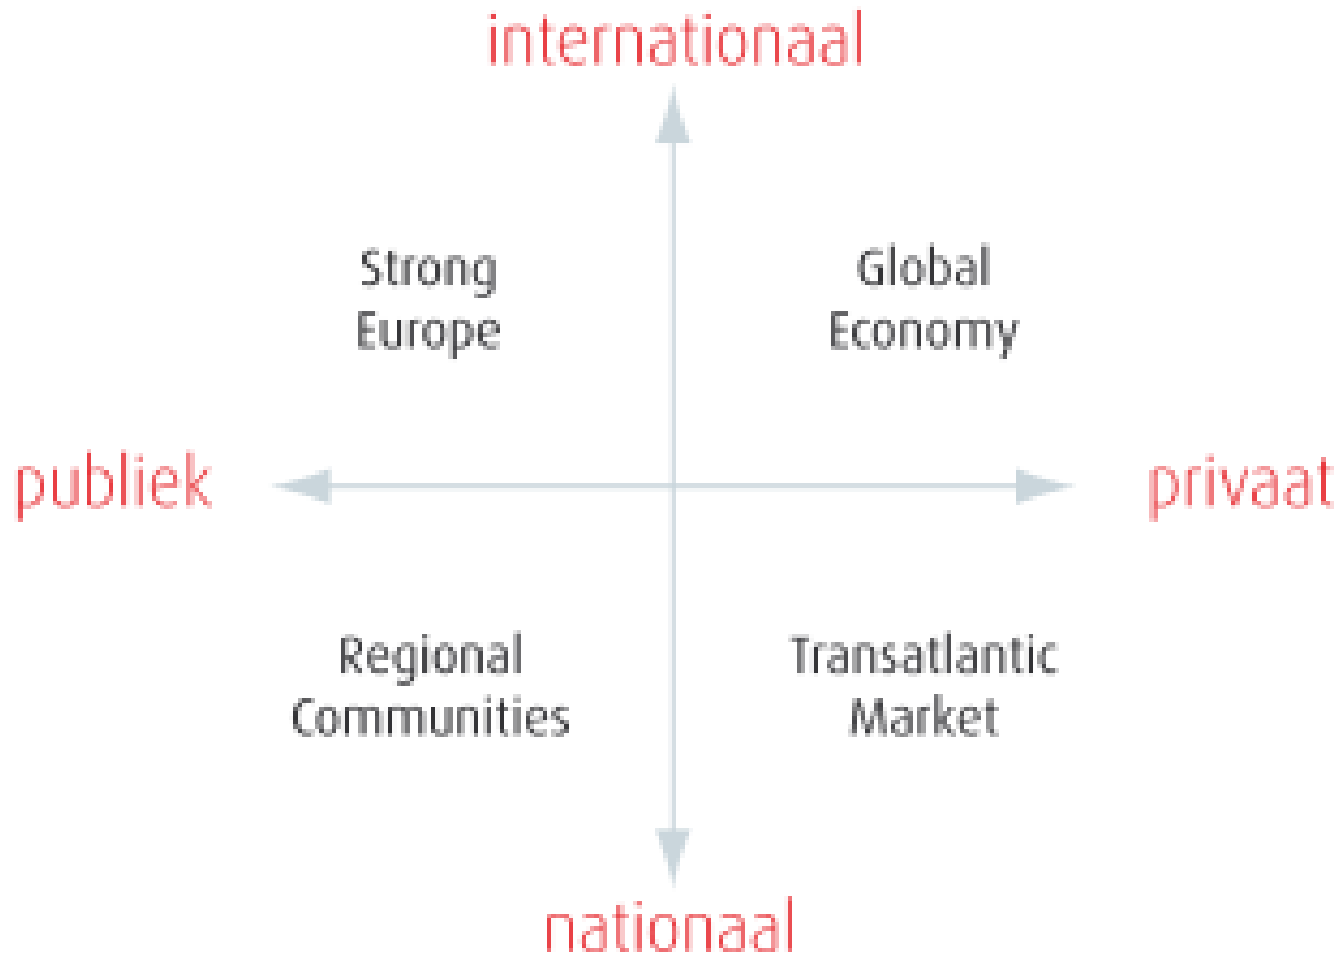 internationaal
Strong
Europe
Global
Economy
publiek
privaat
Regional
Communities
Transatlantic
Market
nationaal